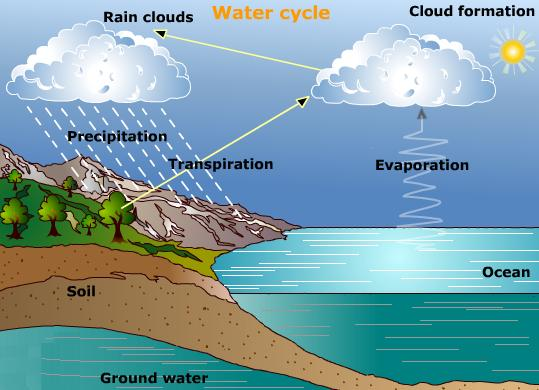 Water cycle
Rain clouds
Cloud formation
Precipitation
Transpiration
Evaporation
Ocean
Soil
Ground water